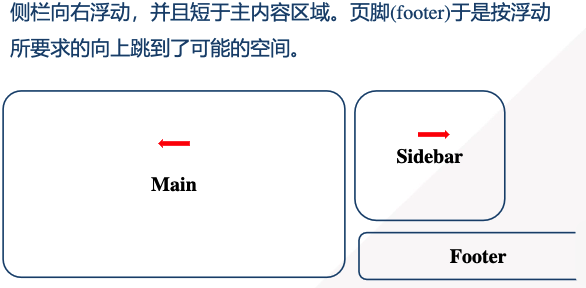 侧栏向右浮动，并且短于主内容区域。页脚(footer)于是按浮动
所要求的向上跳到了可能的空间。
Main
Sidebar
Footer